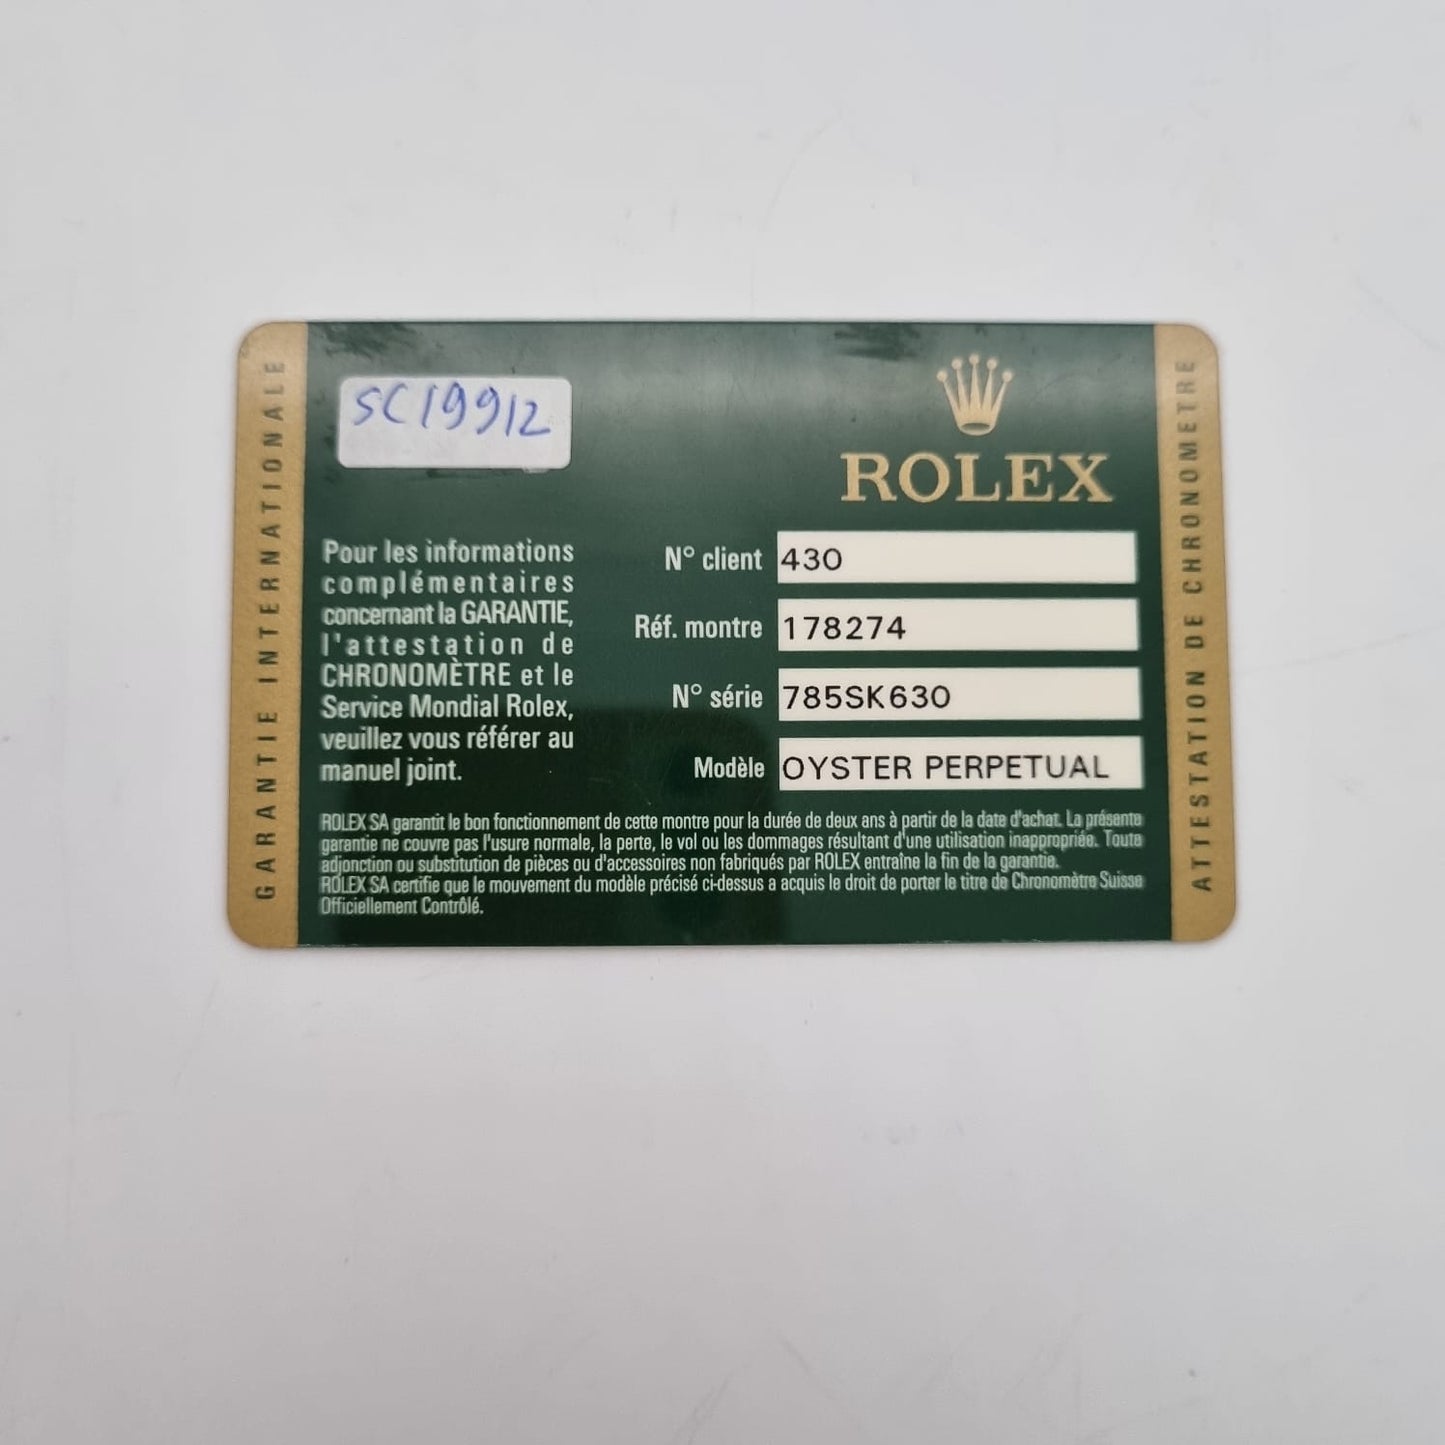 GARANTIE INTERNATIONALE
SC19912
ROLEX
Pour les informations
complémentaires
concernant la GARANTIE,
l'attestation de
CHRONOMÈTRE et le
Service Mondial Rolex,
veuillez vous référer au
manuel joint.
N° client 430
Réf. montre 178274
N° série 785SK630
Modèle OYSTER PERPETUAL
ROLEX SA garantit le bon fonctionnement de cette montre pour la durée de deux ans à partir de la date d'achat. La présente
garantie ne couvre pas l'usure normale, la perte, le vol ou les dommages résultant d'une utilisation inappropriée. Toute
adjonction ou substitution de pièces ou d'accessoires non fabriqués par ROLEX entraîne la fin de la garantie.
ROLEX SA certifie que le mouvement du modèle précisé ci-dessus a acquis le droit de porter le titre de Chronomètre Suisse
Officiellement Contrôlé.
ATTESTATION DE CHRONOMETRE